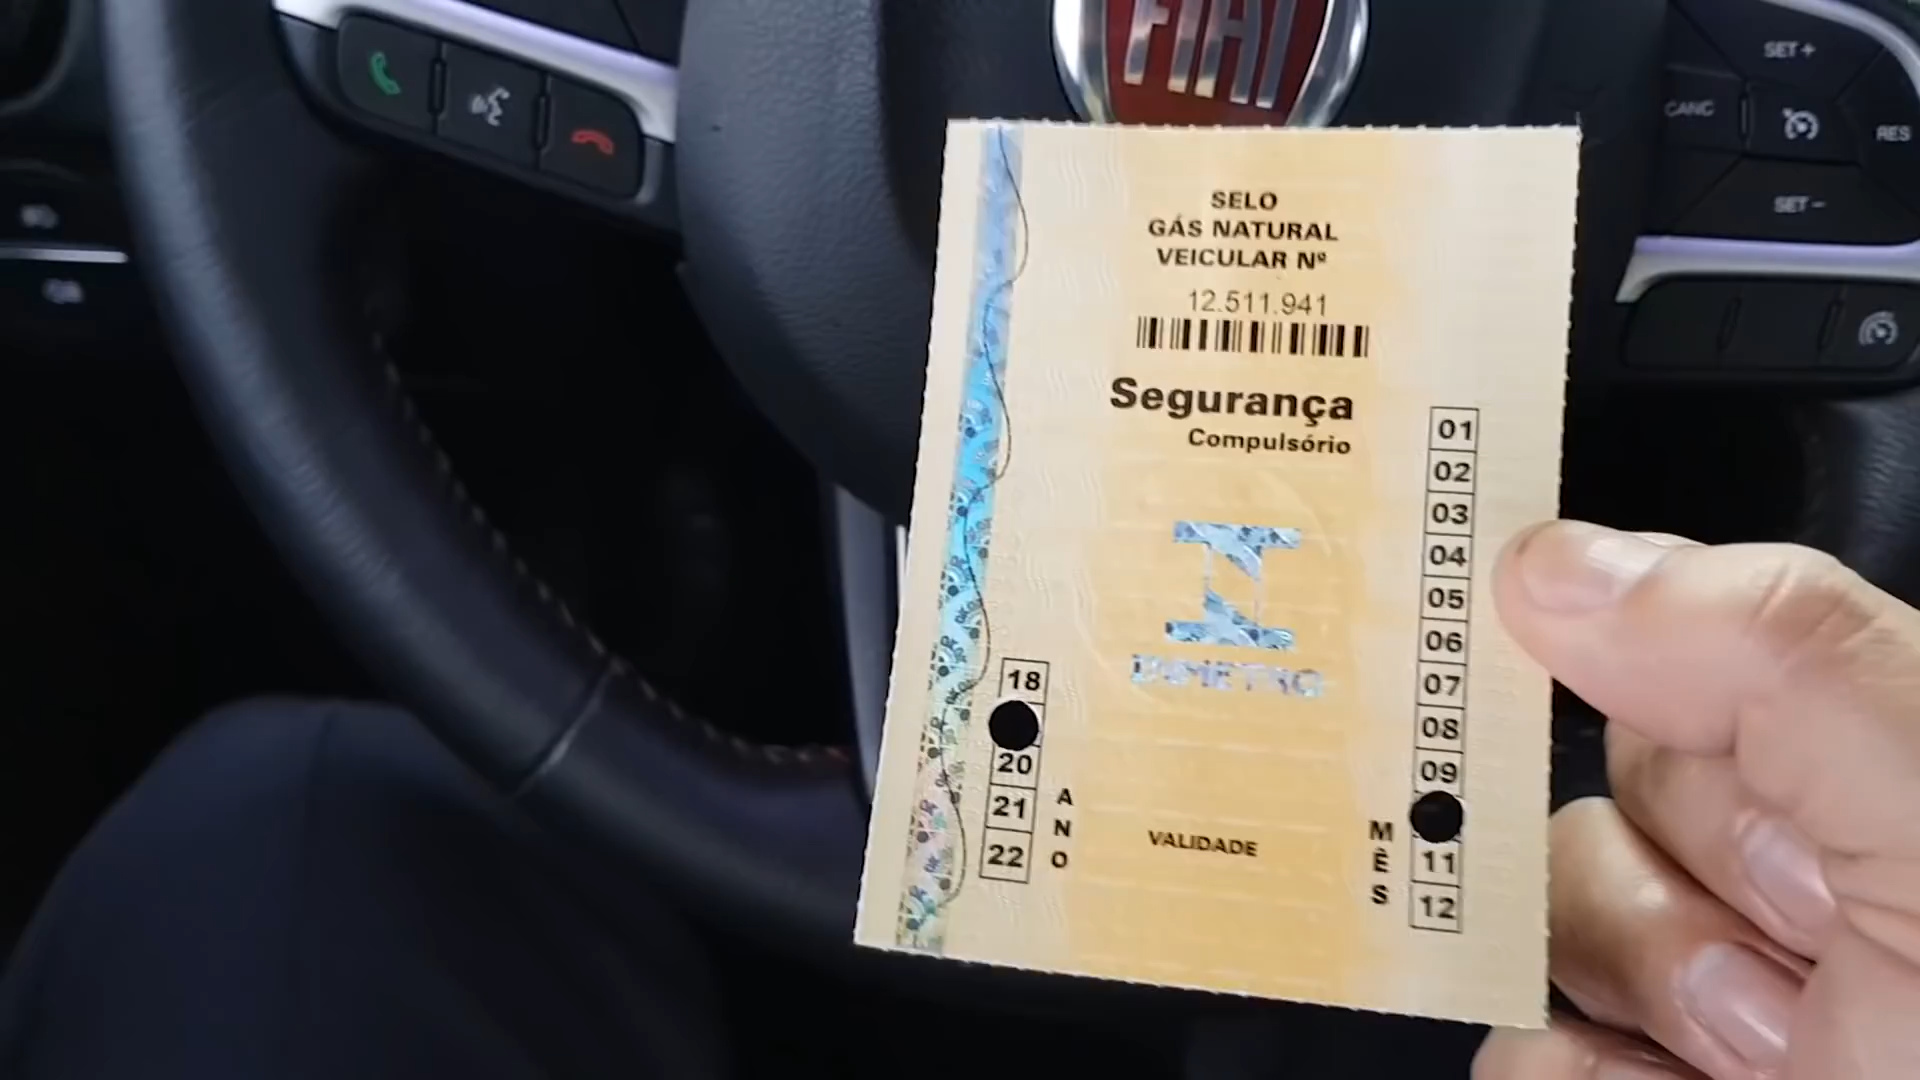 FIAT
SET +
CANC
RES
SET −
SELO
GÁS NATURAL
VEICULAR Nº
12.511.941
Segurança
Compulsório
INMETRO
01
02
03
04
05
06
07
08
09
11
12
MÊS
18
20
21
22
ANO
VALIDADE